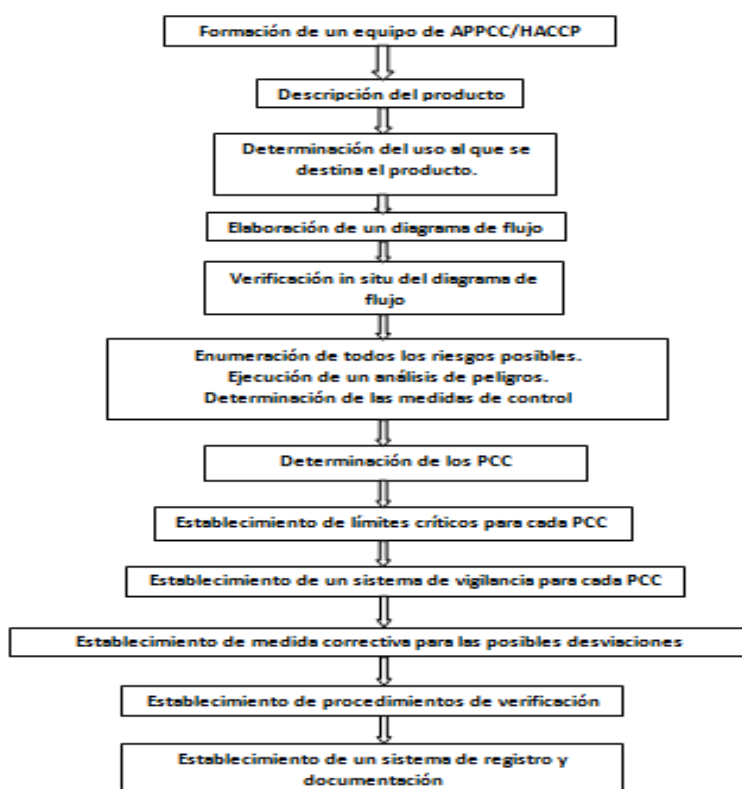 Formación de un equipo de APPCC/HACCP
Descripción del producto
Determinación del uso al que se
destina el producto.
Elaboración de un diagrama de flujo
Verificación in situ del diagrama de
flujo
Enumeración de todos los riesgos posibles.
Ejecución de un análisis de peligros.
Determinación de las medidas de control
Determinación de los PCC
Establecimiento de límites críticos para cada PCC
Establecimiento de un sistema de vigilancia para cada PCC
Establecimiento de medida correctiva para las posibles desviaciones
Establecimiento de procedimientos de verificación
Establecimiento de un sistema de registro y
documentación